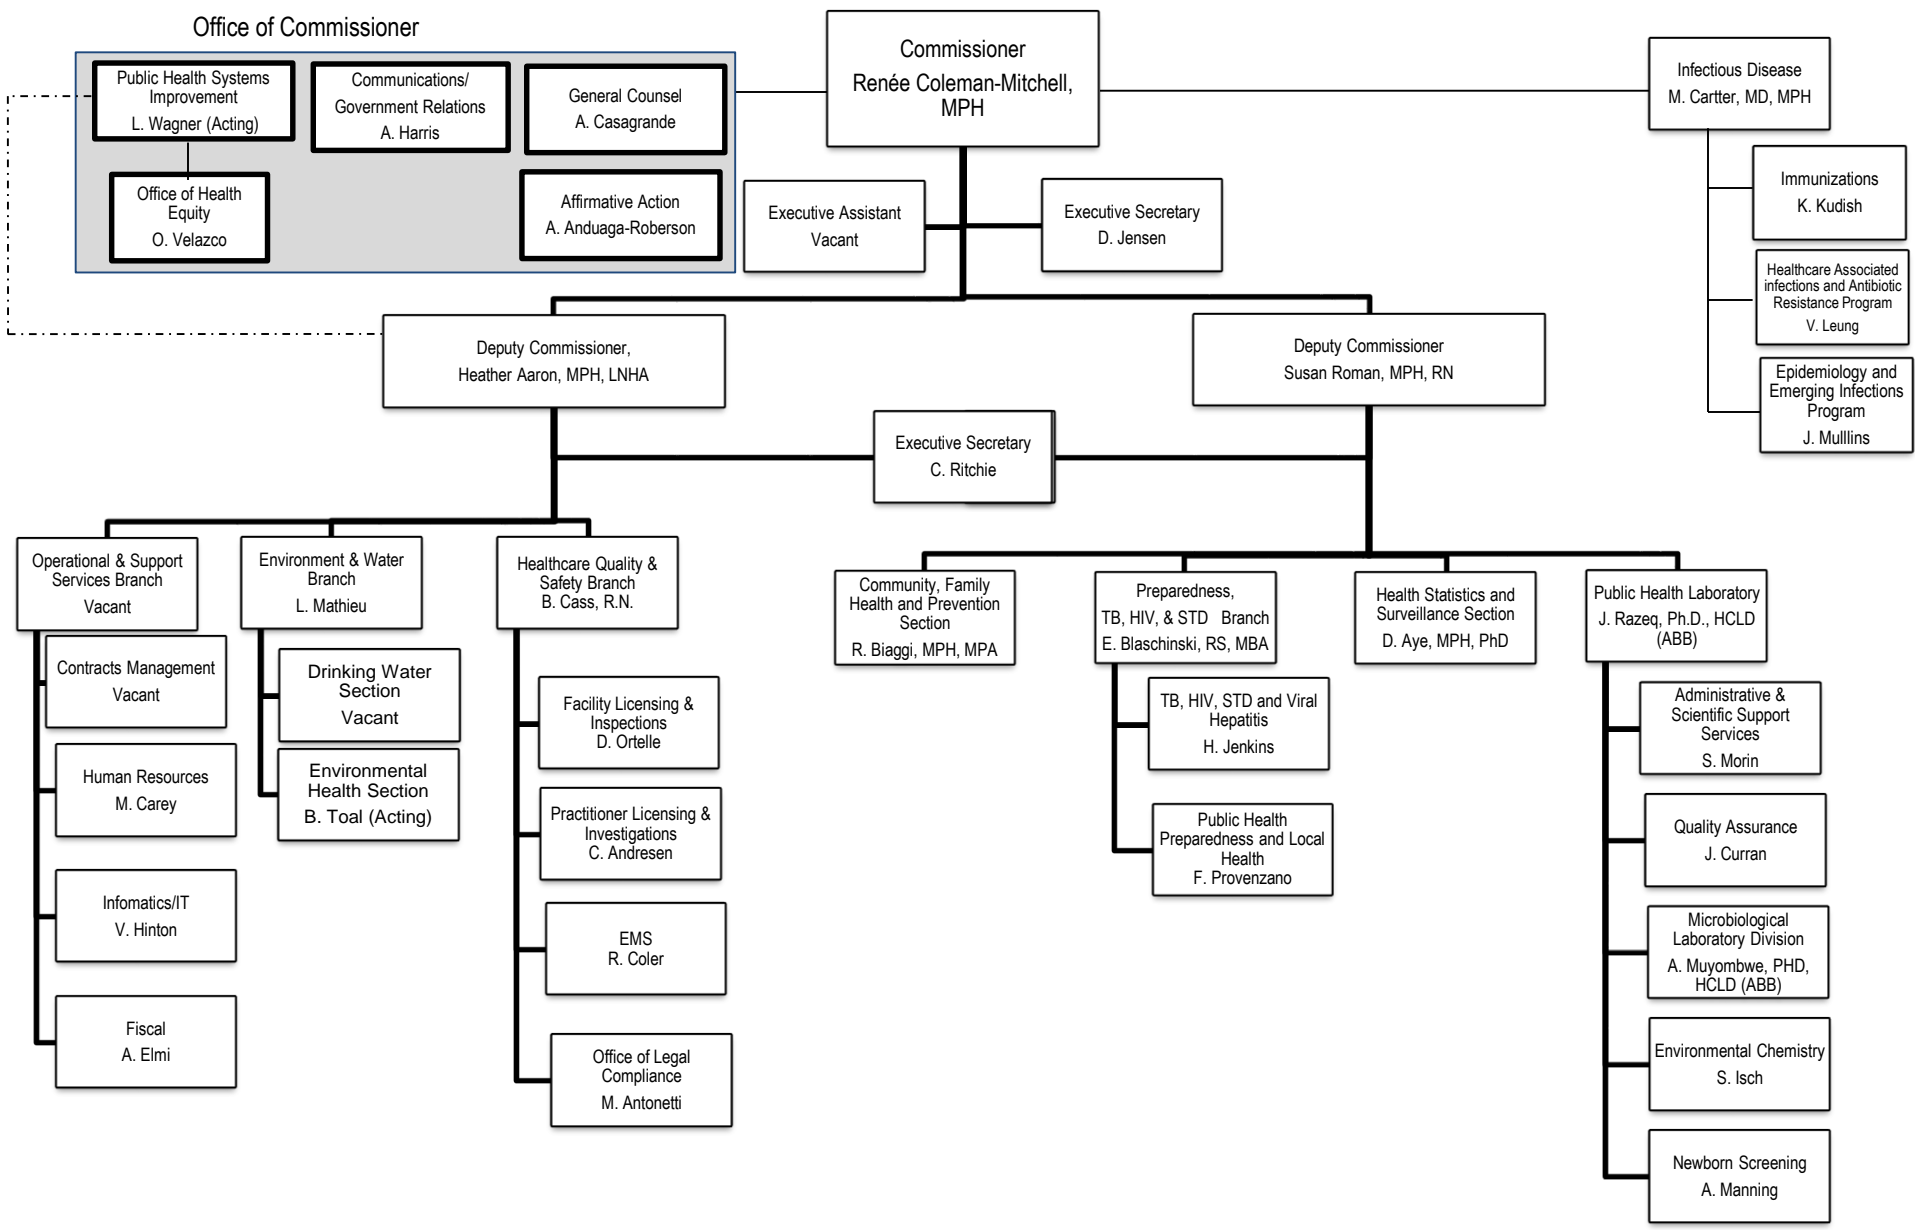 Office of Commissioner
Public Health Systems
Improvement
L. Wagner (Acting)
Communications/
Government Relations
A. Harris
General Counsel
A. Casagrande
Office of Health
Equity
O. Velazco
Affirmative Action
A. Anduaga-Roberson
Commissioner
Renée Coleman-Mitchell,
MPH
Infectious Disease
M. Cartter, MD, MPH
Immunizations
K. Kudish
Healthcare Associated
infections and Antibiotic
Resistance Program
V. Leung
Epidemiology and
Emerging Infections
Program
J. Mulllins
Executive Assistant
Vacant
Executive Secretary
D. Jensen
Deputy Commissioner,
Heather Aaron, MPH, LNHA
Deputy Commissioner
Susan Roman, MPH, RN
Executive Secretary
C. Ritchie
Operational & Support
Services Branch
Vacant
Contracts Management
Vacant
Human Resources
M. Carey
Infomatics/IT
V. Hinton
Fiscal
A. Elmi
Environment & Water
Branch
L. Mathieu
Drinking Water
Section
Vacant
Environmental
Health Section
B. Toal (Acting)
Healthcare Quality &
Safety Branch
B. Cass, R.N.
Facility Licensing &
Inspections
D. Ortelle
Practitioner Licensing &
Investigations
C. Andresen
EMS
R. Coler
Office of Legal
Compliance
M. Antonetti
Community, Family
Health and Prevention
Section
R. Biaggi, MPH, MPA
Preparedness,
TB, HIV, & STD Branch
E. Blaschinski, RS, MBA
TB, HIV, STD and Viral
Hepatitis
H. Jenkins
Public Health
Preparedness and Local
Health
F. Provenzano
Health Statistics and
Surveillance Section
D. Aye, MPH, PhD
Public Health Laboratory
J. Razeq, Ph.D., HCLD
(ABB)
Administrative &
Scientific Support
Services
S. Morin
Quality Assurance
J. Curran
Microbiological
Laboratory Division
A. Muyombwe, PHD,
HCLD (ABB)
Environmental Chemistry
S. Isch
Newborn Screening
A. Manning